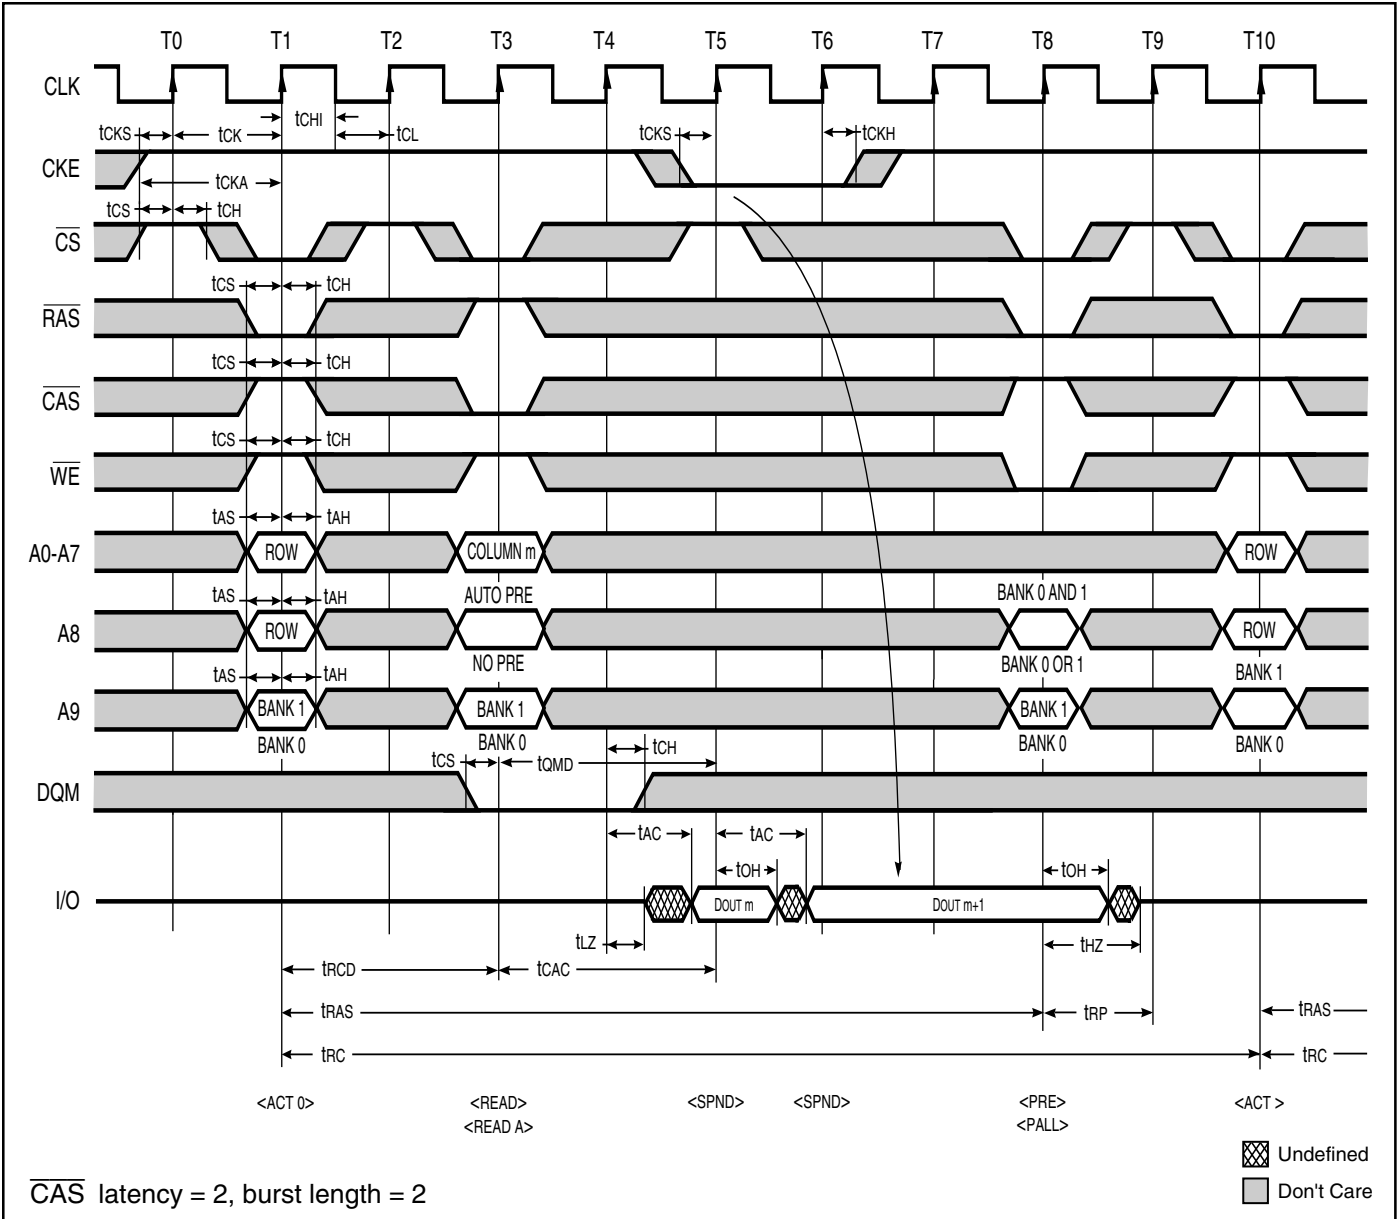 T0 T1 T2 T3 T4 T5 T6 T7 T8 T9 T10
CLK
tCHI
tCKS tCK tCL tCKS tCKH
CKE
tCKA
tCS tCH
CS
tCS tCH
RAS
tCS tCH
CAS
tCS tCH
WE
tAS tAH
A0-A7 ROW COLUMN m ROW
tAS tAH AUTO PRE BANK 0 AND 1
A8 ROW ROW
NO PRE BANK 0 OR 1 BANK 1
tAS tAH
A9 BANK 1 BANK 1 BANK 1
BANK 0 BANK 0 BANK 0 BANK 0
tCH
tCS tQMD
DQM
tAC tAC
tOH tOH
I/O DOUT m DOUT m+1
tLZ tHZ
tRCD tCAC
tRAS tRP tRAS
tRC tRC
<ACT 0> <READ> <SPND> <SPND> <PRE> <ACT >
<READ A> <PALL>
Undefined
Don't Care
CAS latency = 2, burst length = 2